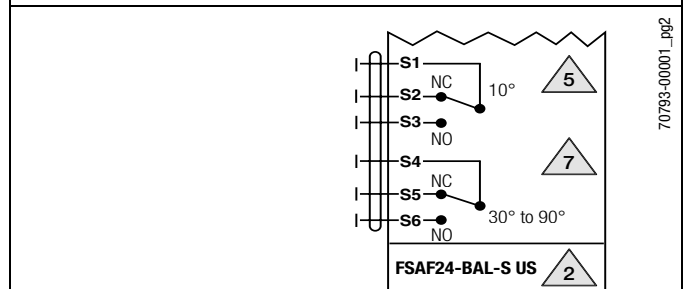 S1
S2
NC
10°
S3
NO
5
S4
7
S5
NC
S6
NO
30° to 90°
FSAF24-BAL-S US
2
70793-00001_pg2